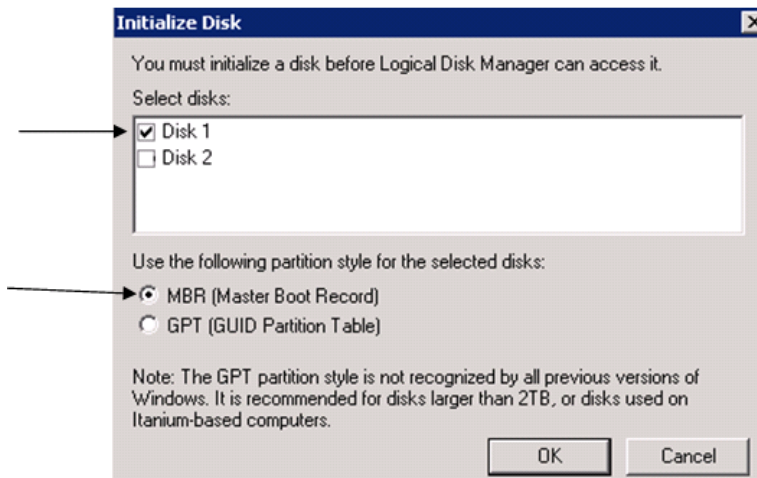 Initialize Disk
You must initialize a disk before Logical Disk Manager can access it.
Select disks:
Disk 1
Disk 2
Use the following partition style for the selected disks:
MBR (Master Boot Record)
GPT (GUID Partition Table)
Note: The GPT partition style is not recognized by all previous versions of
Windows. It is recommended for disks larger than 2TB, or disks used on
Itanium-based computers.
OK Cancel